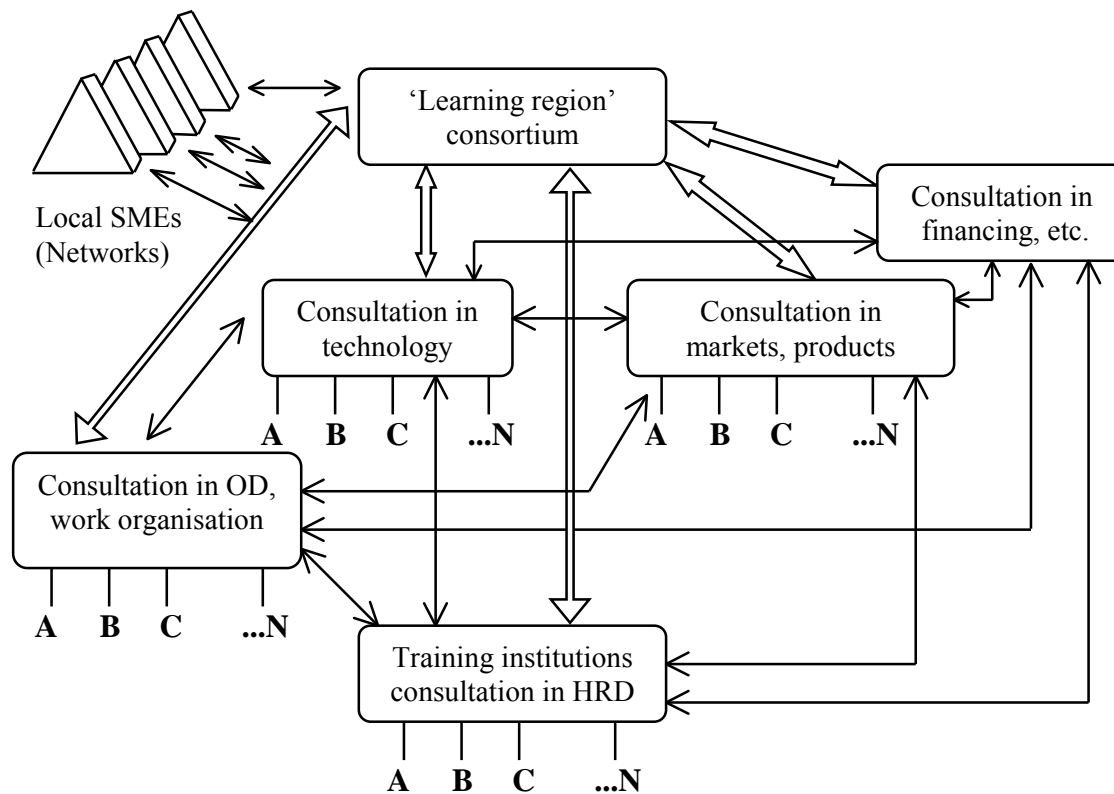 ‘Learning region’
consortium
Consultation in
financing, etc.
Local SMEs
(Networks)
Consultation in
technology
Consultation in
markets, products
A B C ...N
A B C ...N
Consultation in OD,
work organisation
A B C ...N
Training institutions
consultation in HRD
A B C ...N